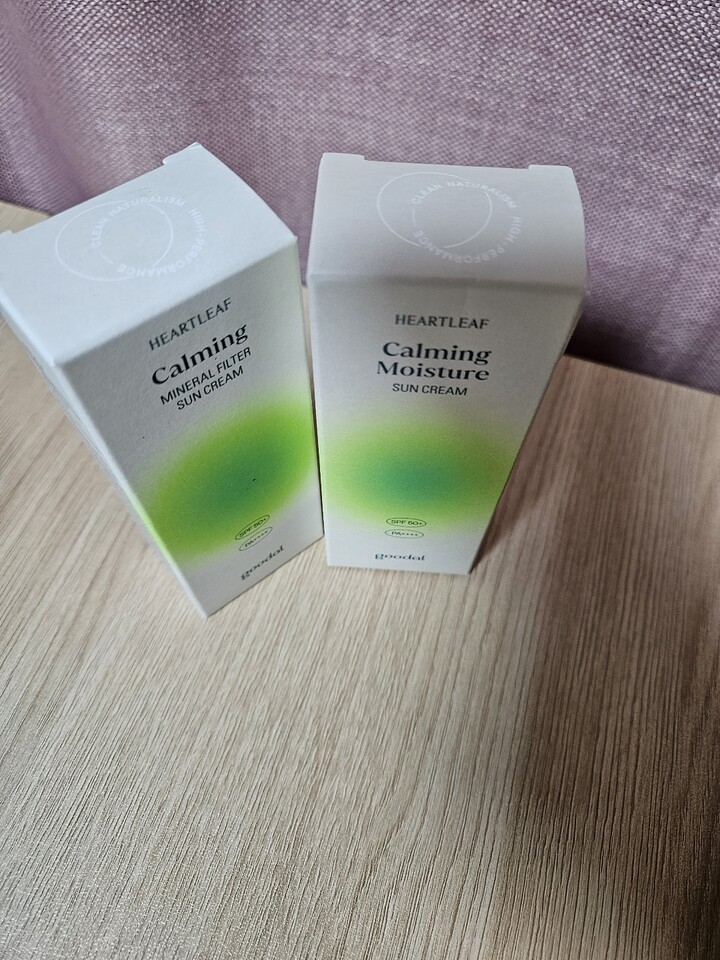 CLEAN NATURALISM HIGH-PERFORMANCE
HEARTLEAF
Calming
MINERAL FILTER
SUN CREAM
SPF 50+
PA++++
goodal
CLEAN NATURALISM HIGH-PERFORMANCE
HEARTLEAF
Calming
Moisture
SUN CREAM
SPF 50+
PA++++
goodal